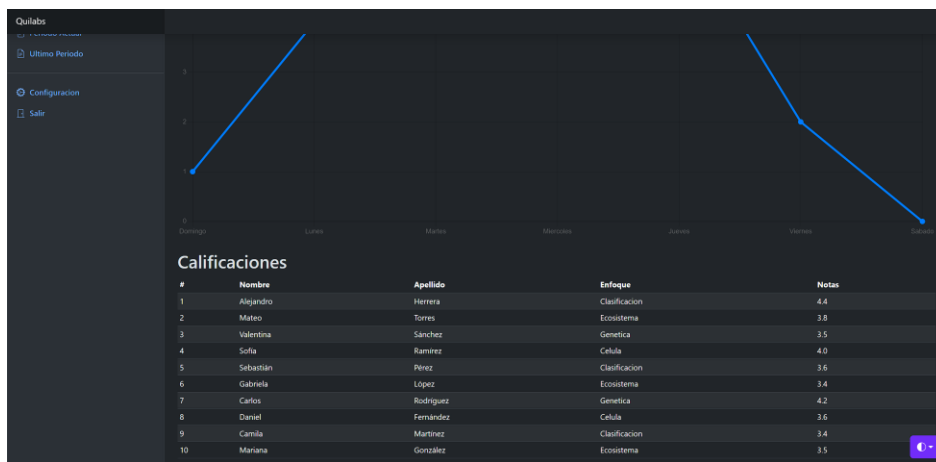 Quilabs
Periodo Actual
Ultimo Periodo
Configuracion
Salir
3
2
1
0
Domingo Lunes Martes Miercoles Jueves Viernes Sabado
Calificaciones
# Nombre Apellido Enfoque Notas
1 Alejandro Herrera Clasificacion 4.4
2 Mateo Torres Ecosistema 3.8
3 Valentina Sánchez Genetica 3.5
4 Sofía Ramírez Celula 4.0
5 Sebastián Pérez Clasificacion 3.6
6 Gabriela López Ecosistema 3.4
7 Carlos Rodríguez Genetica 4.2
8 Daniel Fernández Celula 3.6
9 Camila Martínez Clasificacion 3.4
10 Mariana González Ecosistema 3.5